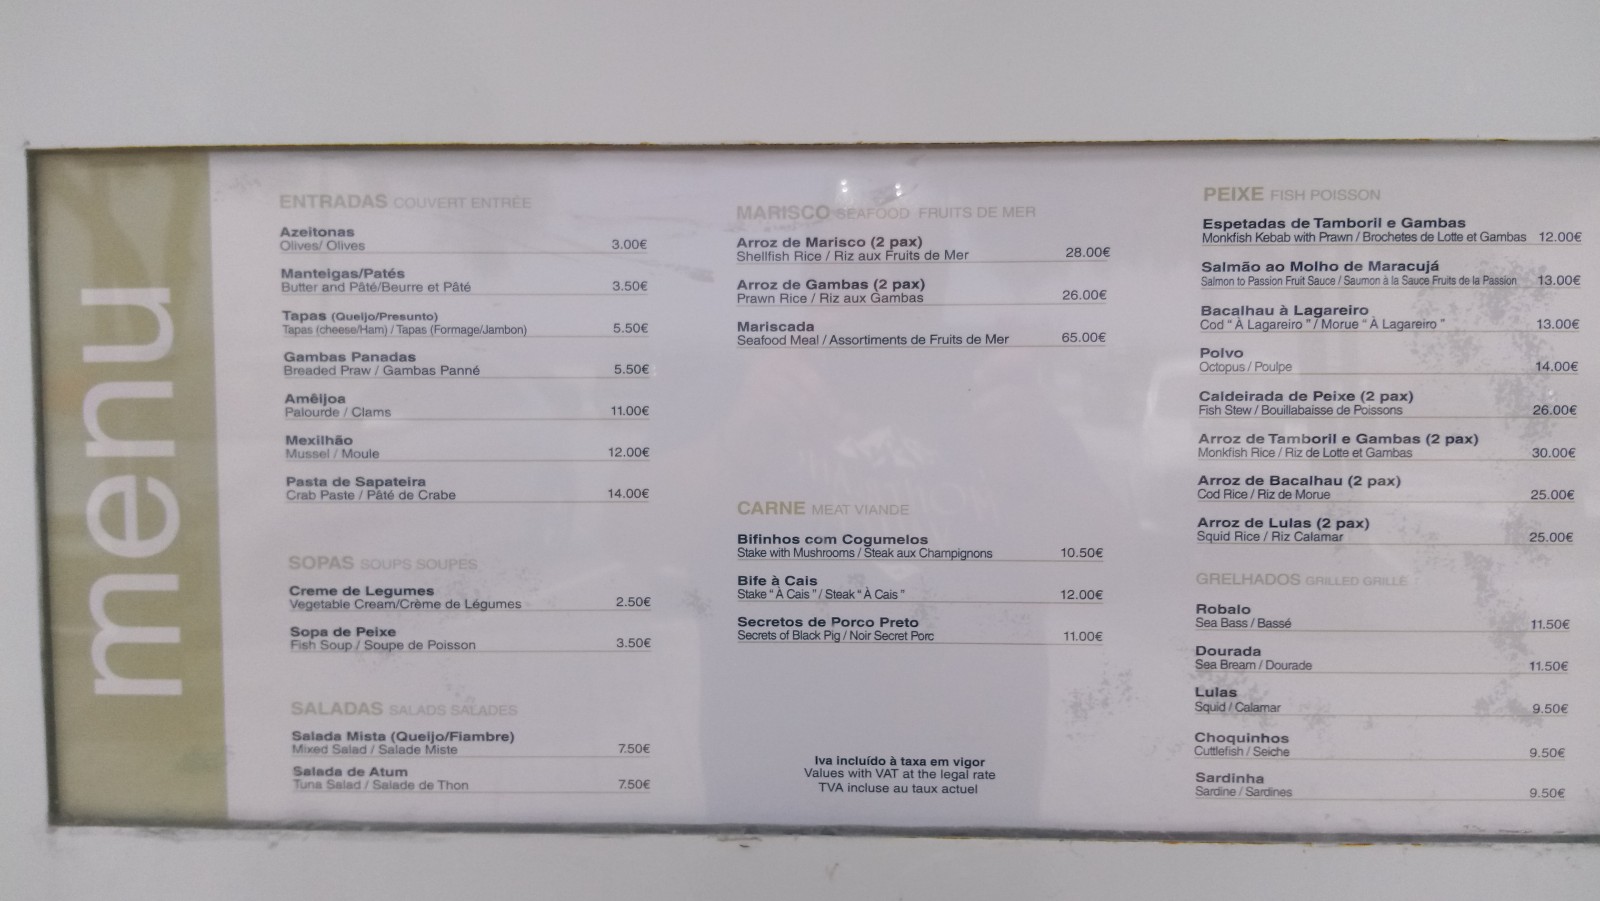 menu
ENTRADAS COUVERT ENTRÉE
Azeitonas
Olives/ Olives 3.00€
Manteigas/Patés
Butter and Pâté/Beurre et Pâté 3.50€
Tapas (Queijo/Presunto)
Tapas (cheese/Ham) / Tapas (Formage/Jambon) 5.50€
Gambas Panadas
Breaded Praw / Gambas Panné 5.50€
Amêijoa
Palourde / Clams 11.00€
Mexilhão
Mussel / Moule 12.00€
Pasta de Sapateira
Crab Paste / Pâté de Crabe 14.00€
SOPAS SOUPS SOUPES
Creme de Legumes
Vegetable Cream/Crème de Légumes 2.50€
Sopa de Peixe
Fish Soup / Soupe de Poisson 3.50€
SALADAS SALADS SALADES
Salada Mista (Queijo/Fiambre)
Mixed Salad / Salade Miste 7.50€
Salada de Atum
Tuna Salad / Salade de Thon 7.50€
MARISCO SEAFOOD FRUITS DE MER
Arroz de Marisco (2 pax)
Shellfish Rice / Riz aux Fruits de Mer 28.00€
Arroz de Gambas (2 pax)
Prawn Rice / Riz aux Gambas 26.00€
Mariscada
Seafood Meal / Assortiments de Fruits de Mer 65.00€
CARNE MEAT VIANDE
Bifinhos com Cogumelos
Stake with Mushrooms / Steak aux Champignons 10.50€
Bife à Cais
Stake “ À Cais ” / Steak “ À Cais ” 12.00€
Secretos de Porco Preto
Secrets of Black Pig / Noir Secret Porc 11.00€
Iva incluído à taxa em vigor
Values with VAT at the legal rate
TVA incluse au taux actuel
PEIXE FISH POISSON
Espetadas de Tamboril e Gambas
Monkfish Kebab with Prawn / Brochetes de Lotte et Gambas 12.00€
Salmão ao Molho de Maracujá
Salmon to Passion Fruit Sauce / Saumon à la Sauce Fruits de la Passion 13.00€
Bacalhau à Lagareiro
Cod “ À Lagareiro ” / Morue “ À Lagareiro ” 13.00€
Polvo
Octopus / Poulpe 14.00€
Caldeirada de Peixe (2 pax)
Fish Stew / Bouillabaisse de Poissons 26.00€
Arroz de Tamboril e Gambas (2 pax)
Monkfish Rice / Riz de Lotte et Gambas 30.00€
Arroz de Bacalhau (2 pax)
Cod Rice / Riz de Morue 25.00€
Arroz de Lulas (2 pax)
Squid Rice / Riz Calamar 25.00€
GRELHADOS GRILLED GRILLE
Robalo
Sea Bass / Bassé 11.50€
Dourada
Sea Bream / Dourade 11.50€
Lulas
Squid / Calamar 9.50€
Choquinhos
Cuttlefish / Seiche 9.50€
Sardinha
Sardine / Sardines 9.50€